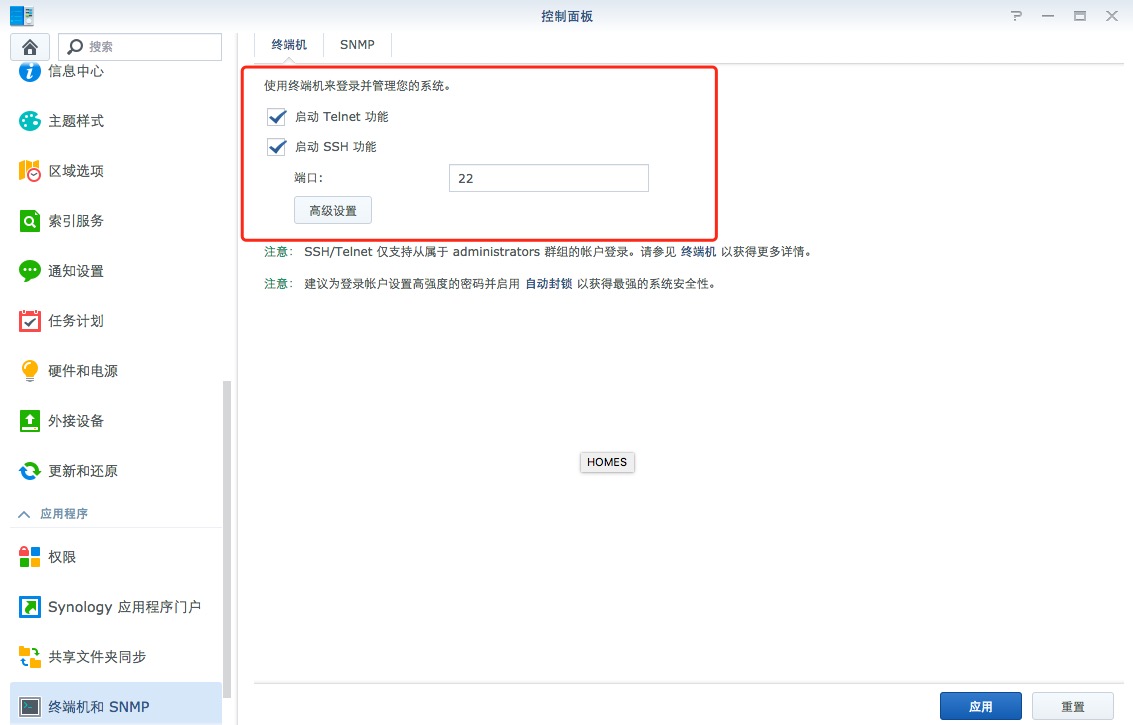 控制面板
搜索
信息中心
主题样式
区域选项
索引服务
通知设置
任务计划
硬件和电源
外接设备
更新和还原
应用程序
权限
Synology 应用程序门户
共享文件夹同步
终端机和 SNMP
终端机 SNMP
使用终端机来登录并管理您的系统。
启动 Telnet 功能
启动 SSH 功能
端口: 22
高级设置
注意: SSH/Telnet 仅支持从属于 administrators 群组的帐户登录。请参见 终端机 以获得更多详情。
注意: 建议为登录帐户设置高强度的密码并启用 自动封锁 以获得最强的系统安全性。
HOMES
应用 重置